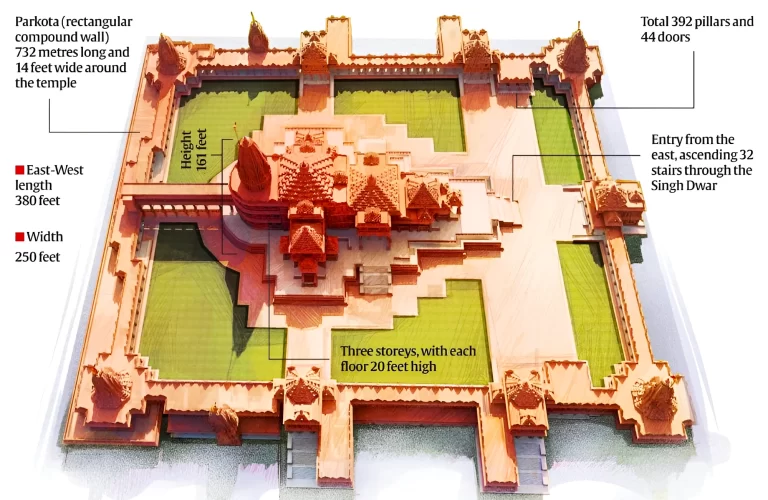 Parkota (rectangular
compound wall)
732 metres long and
14 feet wide around
the temple
Total 392 pillars and
44 doors
Height
161 feet
Entry from the
east, ascending 32
stairs through the
Singh Dwar
East-West
length
380 feet
Width
250 feet
Three storeys, with each
floor 20 feet high